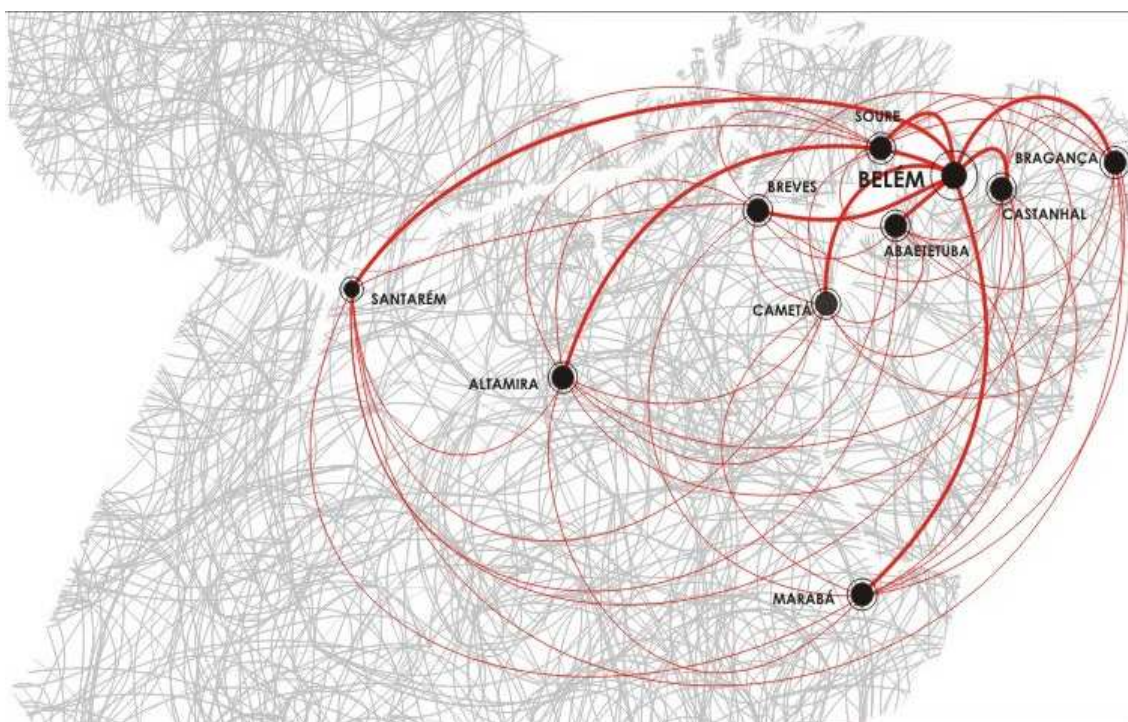 SOURE
BRAGANÇA
BELÉM
BREVES
CASTANHAL
ABAETETUBA
SANTARÉM
CAMETÁ
ALTAMIRA
MARABÁ